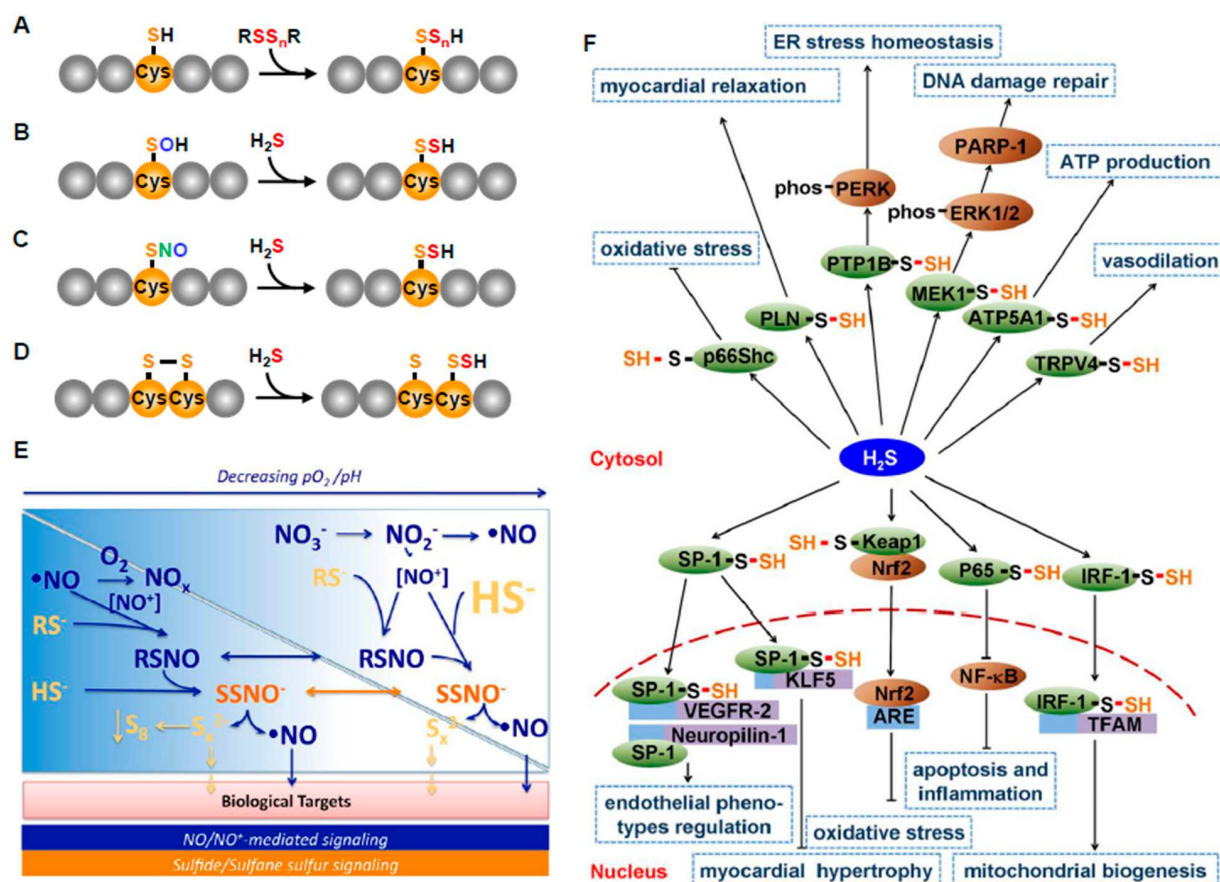 A
SH
Cys
RSSnR
SSnH
Cys
B
SOH
Cys
H2S
SSH
Cys
C
SNO
Cys
H2S
SSH
Cys
D
S — S
Cys Cys
H2S
S SSH
Cys Cys
E
Decreasing pO2/pH
NO3- NO2- •NO
O2
•NO NOx
[NO+]
RS-
RS- [NO+]
HS-
RSNO RSNO
HS- SSNO- SSNO-
S8 Sx2- •NO
Sx2- •NO
Biological Targets
NO/NO+-mediated signaling
Sulfide/Sulfane sulfur signaling
F
ER stress homeostasis
myocardial relaxation
DNA damage repair
PARP-1
ATP production
phos-PERK
phos-ERK1/2
oxidative stress
vasodilation
PTP1B-S-SH
MEK1-S-SH
PLN-S-SH
ATP5A1-S-SH
SH-S-p66Shc
TRPV4-S-SH
H2S
Cytosol
SH-S-Keap1
Nrf2
SP-1-S-SH
P65-S-SH
IRF-1-S-SH
SP-1-S-SH
KLF5
SP-1-S-SH
VEGFR-2
Neuropilin-1
SP-1
Nrf2
ARE
NF-κB
IRF-1-S-SH
TFAM
apoptosis and
inflammation
endothelial pheno-
types regulation
oxidative stress
Nucleus
myocardial hypertrophy
mitochondrial biogenesis